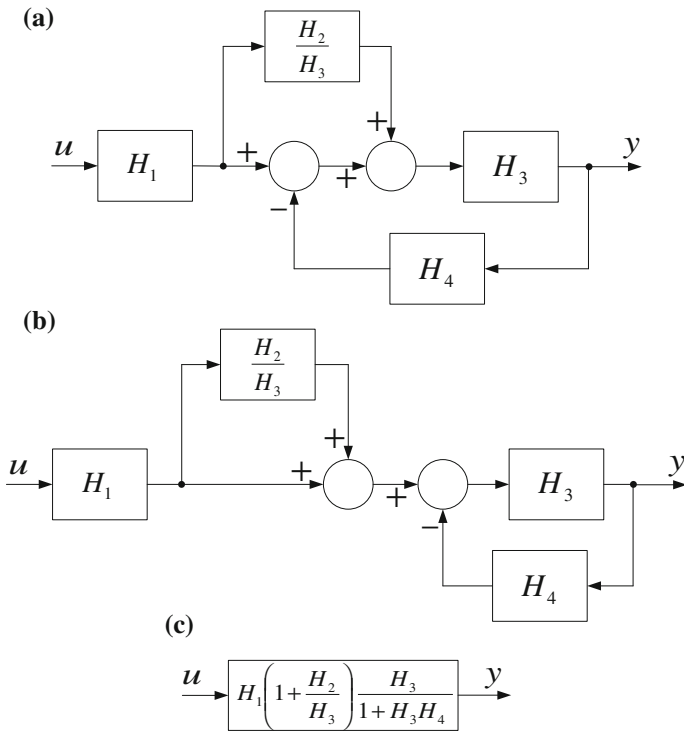 (a)
H₂/H₃
u H₁ + + + H₃ y
−
H₄
(b)
H₂/H₃
u H₁ + + + H₃ y
−
H₄
(c)
u H₁(1 + H₂/H₃) H₃/(1 + H₃H₄) y